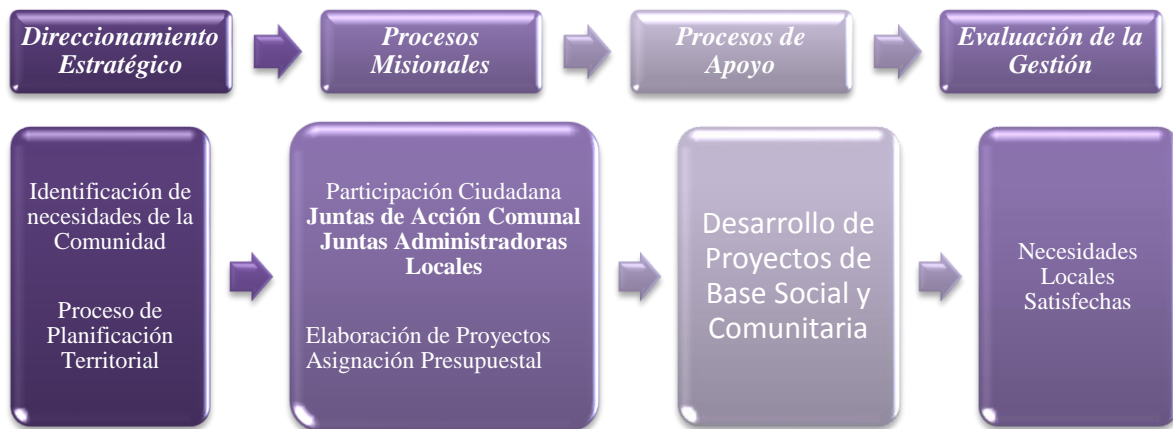 Direccionamiento
Estratégico
Procesos
Misionales
Procesos de
Apoyo
Evaluación de la
Gestión
Identificación de
necesidades de la
Comunidad
Proceso de
Planificación
Territorial
Participación Ciudadana
Juntas de Acción Comunal
Juntas Administradoras
Locales
Elaboración de Proyectos
Asignación Presupuestal
Desarrollo de
Proyectos de
Base Social y
Comunitaria
Necesidades
Locales
Satisfechas